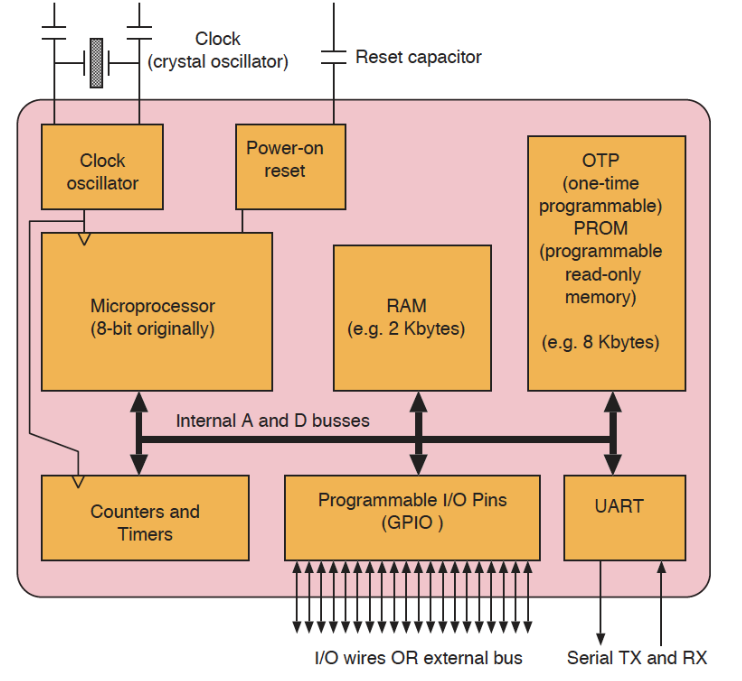 Clock
(crystal oscillator)
Reset capacitor
Clock
oscillator
Power-on
reset
OTP
(one-time
programmable)
PROM
(programmable
read-only
memory)
(e.g. 8 Kbytes)
Microprocessor
(8-bit originally)
RAM
(e.g. 2 Kbytes)
Internal A and D busses
Counters and
Timers
Programmable I/O Pins
(GPIO )
UART
I/O wires OR external bus
Serial TX and RX